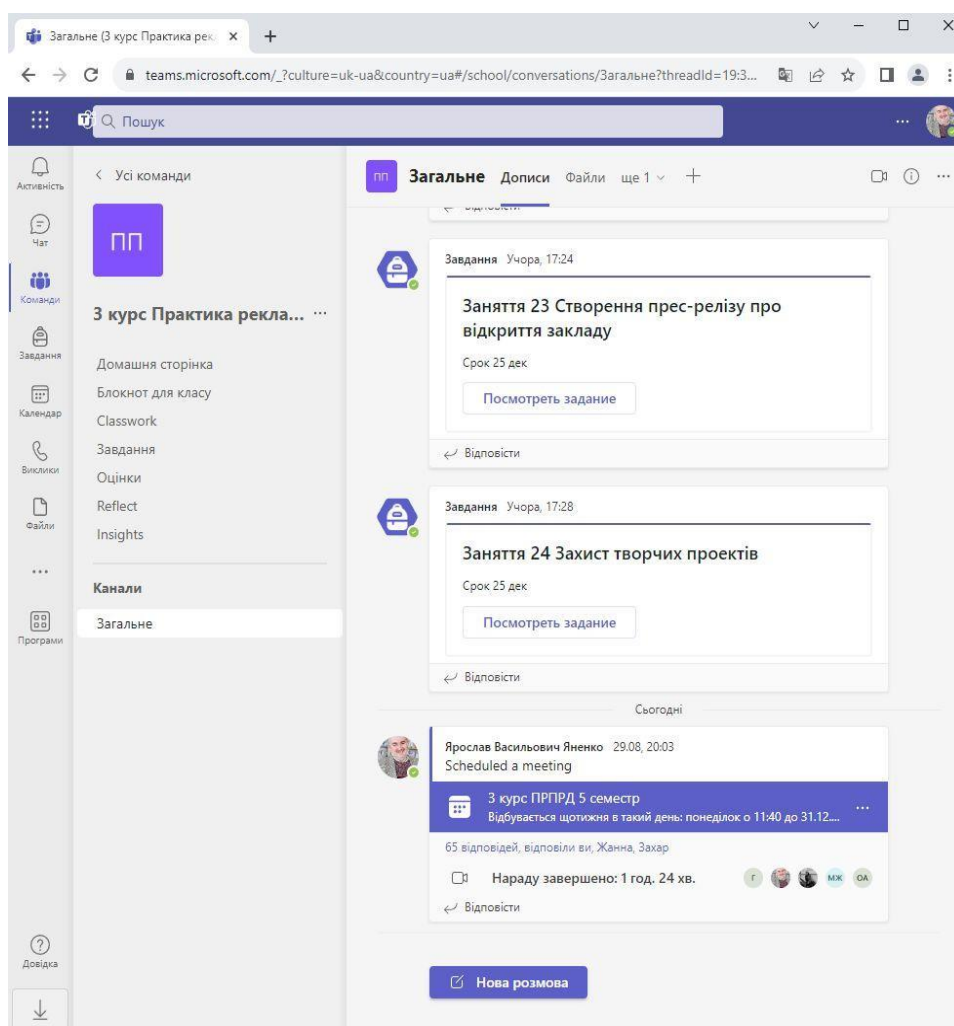 Загальне (3 курс Практика рек
teams.microsoft.com/_?culture=uk-ua&country=ua#/school/conversations/Загальне?threadId=19:3...
Пошук
Активність
Чат
Команди
Завдання
Календар
Виклики
Файли
Програми
Довідка
Усі команди
ПП
3 курс Практика рекла...
Домашня сторінка
Блокнот для класу
Classwork
Завдання
Оцінки
Reflect
Insights
Канали
Загальне
ПП Загальне Дописи Файли ще 1
Відповісти
Завдання Учора, 17:24
Заняття 23 Створення прес-релізу про
відкриття закладу
Срок 25 дек
Посмотреть задание
Відповісти
Завдання Учора, 17:28
Заняття 24 Захист творчих проектів
Срок 25 дек
Посмотреть задание
Відповісти
Сьогодні
Ярослав Васильович Яненко 29.08, 20:03
Scheduled a meeting
3 курс ПРПРД 5 семестр
Відбувається щотижня в такий день: понеділок о 11:40 до 31.12....
65 відповідей, відповіли ви, Жанна, Захар
Нараду завершено: 1 год. 24 хв. Г МЖ ОА
Відповісти
Нова розмова